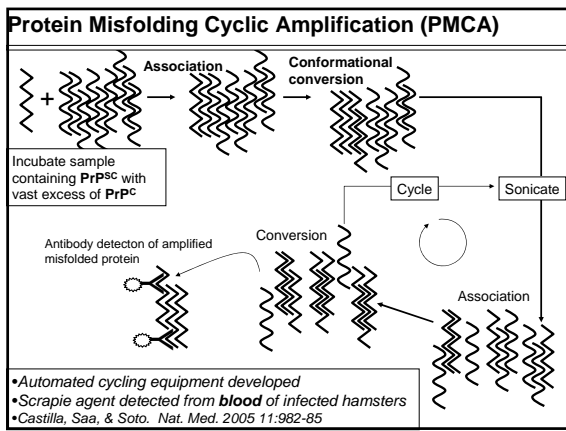 Protein Misfolding Cyclic Amplification (PMCA)
Association
Conformational
conversion
+
Incubate sample
containing PrPSC with
vast excess of PrPC
Cycle
Sonicate
Conversion
Antibody detecton of amplified
misfolded protein
Association
•Automated cycling equipment developed
•Scrapie agent detected from blood of infected hamsters
•Castilla, Saa, & Soto. Nat. Med. 2005 11:982-85